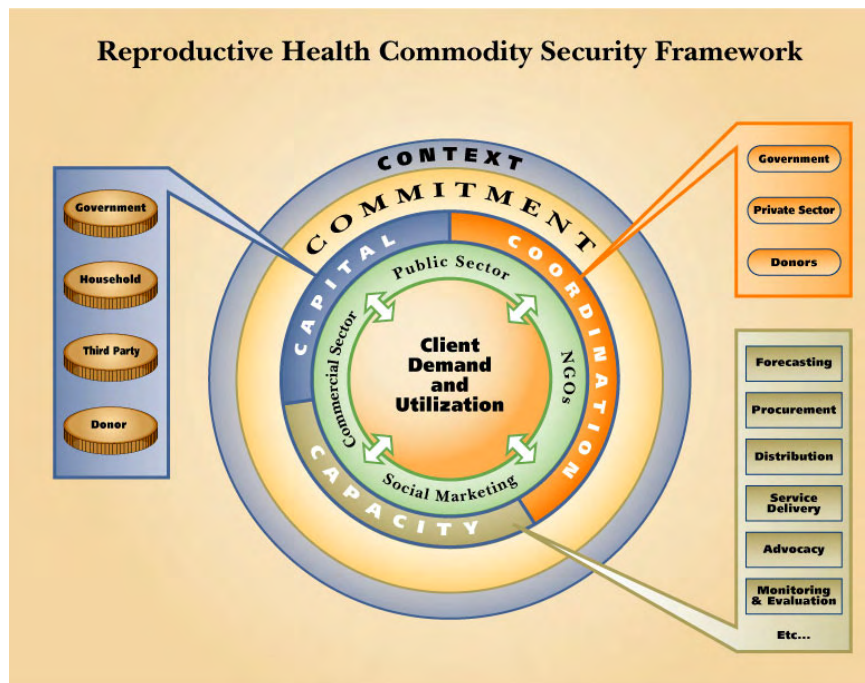 Reproductive Health Commodity Security Framework
CONTEXT
COMMITMENT
CAPITAL
COORDINATION
CAPACITY
Public Sector
NGOs
Social Marketing
Commercial Sector
Client
Demand
and
Utilization
Government
Household
Third Party
Donor
Government
Private Sector
Donors
Forecasting
Procurement
Distribution
Service
Delivery
Advocacy
Monitoring
& Evaluation
Etc...